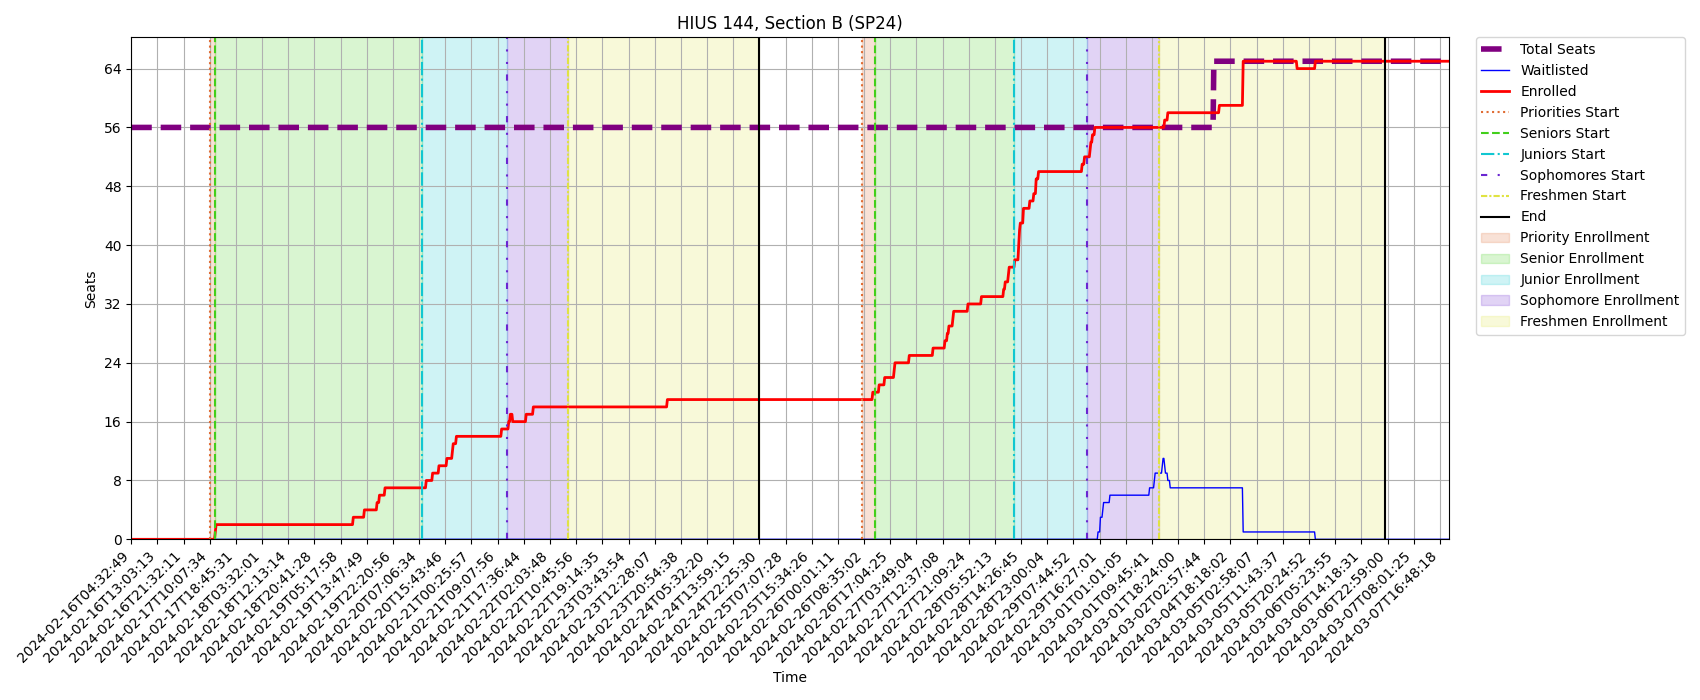 HIUS 144, Section B (SP24)
Seats
64
56
48
40
32
24
16
8
0
2024-02-16T04:32:49
2024-02-16T13:03:13
2024-02-16T21:32:11
2024-02-17T10:07:34
2024-02-17T18:45:31
2024-02-18T03:32:01
2024-02-18T12:13:14
2024-02-18T20:41:28
2024-02-19T05:17:58
2024-02-19T13:47:49
2024-02-19T22:20:56
2024-02-20T07:06:34
2024-02-20T15:43:46
2024-02-21T00:25:57
2024-02-21T09:07:56
2024-02-21T17:36:44
2024-02-22T02:03:48
2024-02-22T10:45:56
2024-02-22T19:14:35
2024-02-23T03:43:54
2024-02-23T12:28:07
2024-02-23T20:54:38
2024-02-24T05:32:20
2024-02-24T13:59:15
2024-02-24T22:25:30
2024-02-25T07:07:28
2024-02-25T15:34:26
2024-02-26T00:01:11
2024-02-26T08:35:02
2024-02-26T17:04:25
2024-02-27T03:49:04
2024-02-27T12:37:08
2024-02-27T21:09:24
2024-02-28T05:52:13
2024-02-28T14:26:45
2024-02-28T23:00:04
2024-02-29T07:44:52
2024-02-29T16:27:01
2024-03-01T01:01:05
2024-03-01T09:45:41
2024-03-01T18:24:00
2024-03-02T02:57:44
2024-03-04T18:18:02
2024-03-05T02:58:07
2024-03-05T11:43:37
2024-03-05T20:24:52
2024-03-06T05:23:55
2024-03-06T14:18:31
2024-03-06T22:59:00
2024-03-07T08:01:25
2024-03-07T16:48:18
Time
Total Seats
Waitlisted
Enrolled
Priorities Start
Seniors Start
Juniors Start
Sophomores Start
Freshmen Start
End
Priority Enrollment
Senior Enrollment
Junior Enrollment
Sophomore Enrollment
Freshmen Enrollment